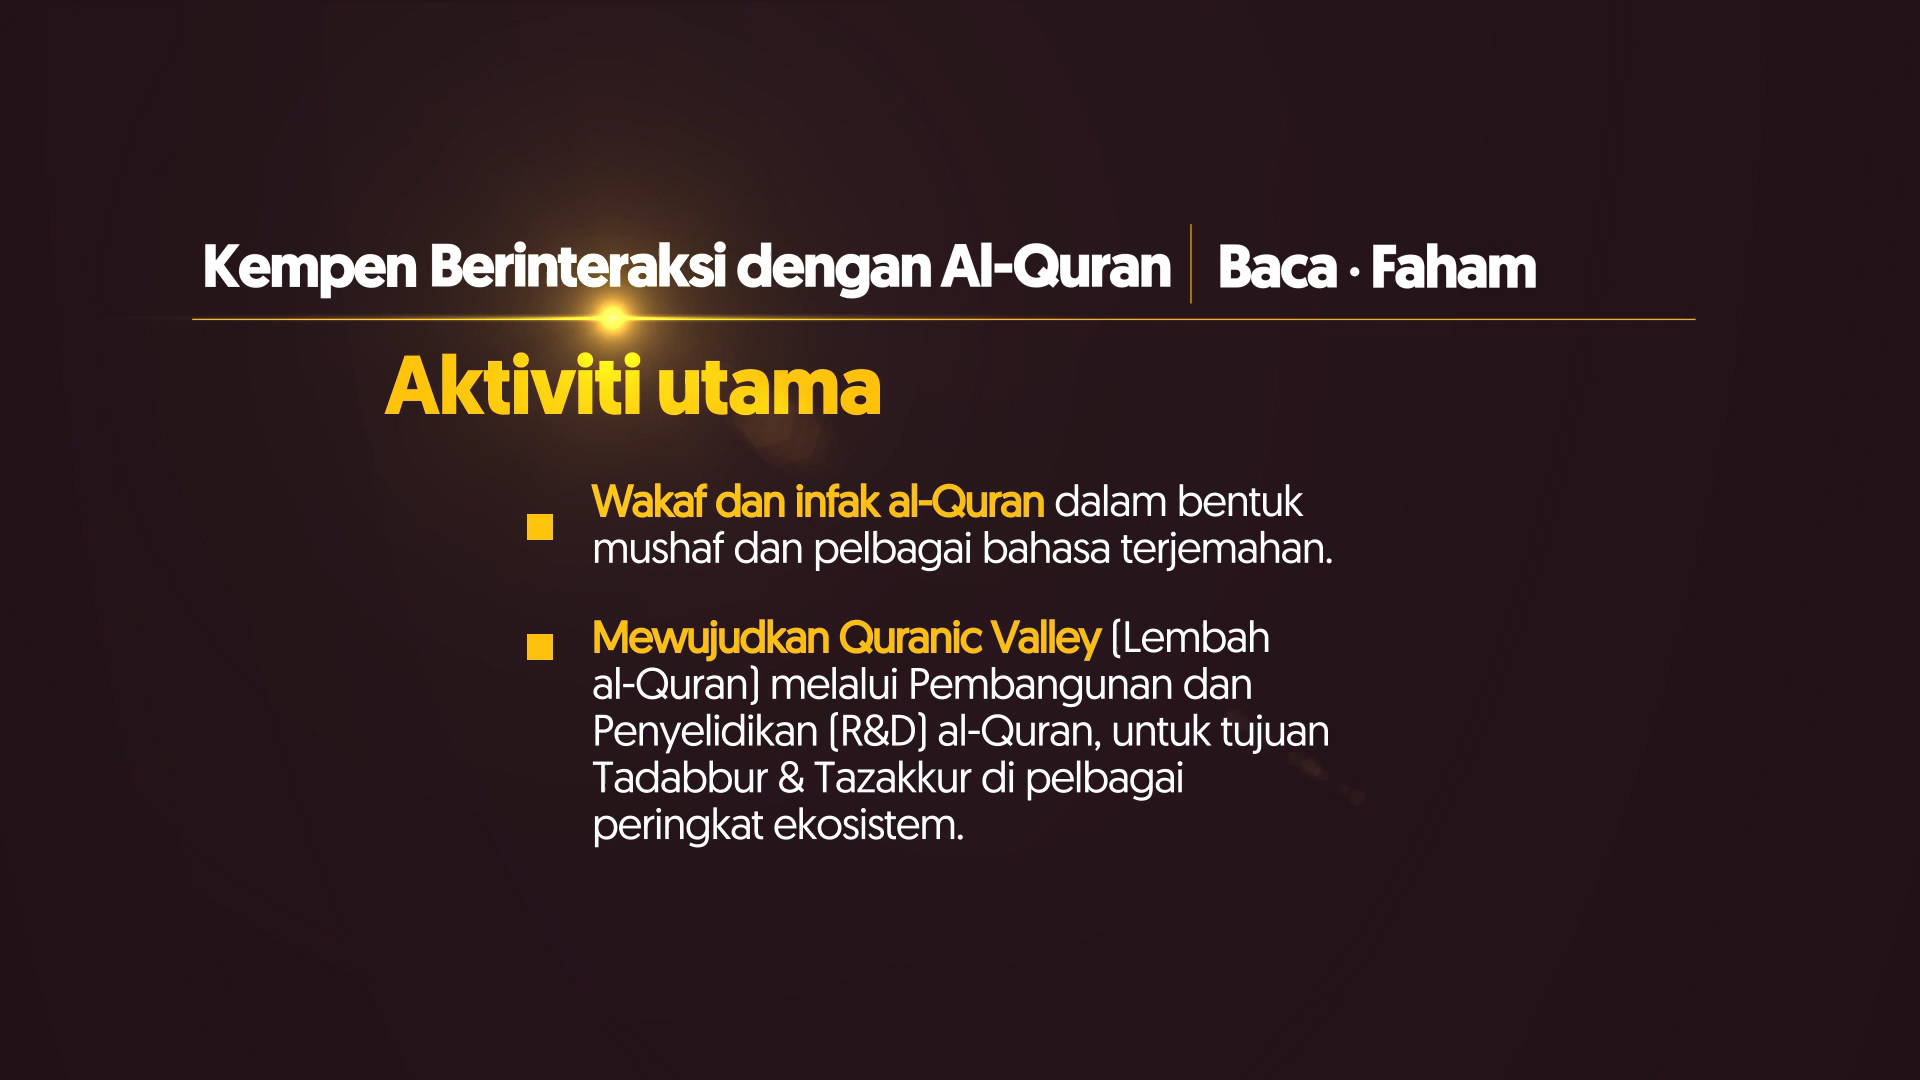 Kempen Berinteraksi dengan Al-Quran | Baca · Faham
Aktiviti utama
Wakaf dan infak al-Quran dalam bentuk
mushaf dan pelbagai bahasa terjemahan.
Mewujudkan Quranic Valley (Lembah
al-Quran) melalui Pembangunan dan
Penyelidikan (R&D) al-Quran, untuk tujuan
Tadabbur & Tazakkur di pelbagai
peringkat ekosistem.